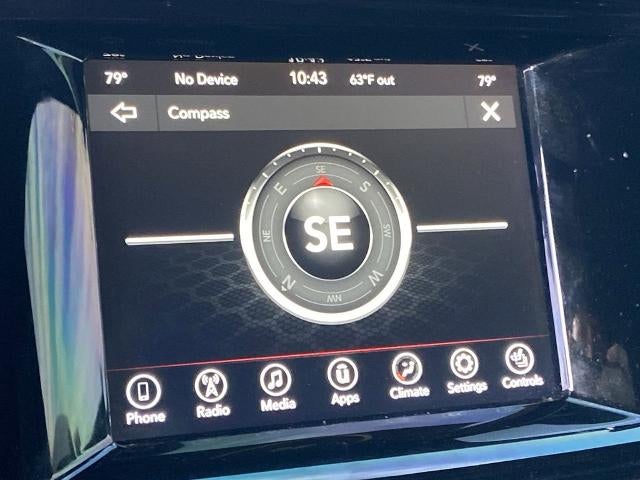 79° No Device 10:43 63°F out 79°
Compass
SE
E S
SE
NE SW
N W
NW
Phone Radio Media Apps Climate Settings Controls